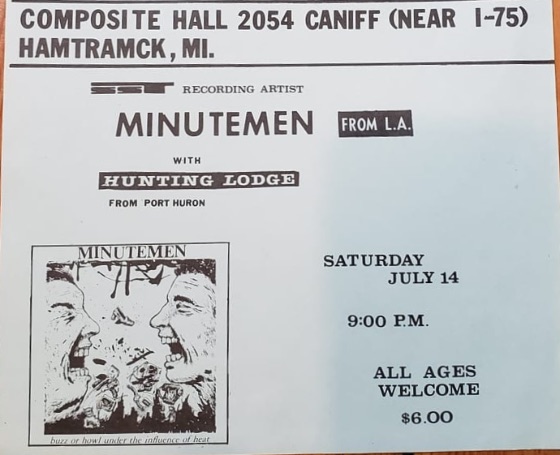 COMPOSITE HALL 2054 CANIFF (NEAR I-75)
HAMTRAMCK, MI.
SST RECORDING ARTIST
MINUTEMEN FROM L.A.
WITH
HUNTING LODGE
FROM PORT HURON
MINUTEMEN
buzz or howl under the influence of heat
SATURDAY
JULY 14
9:00 P.M.
ALL AGES
WELCOME
$6.00